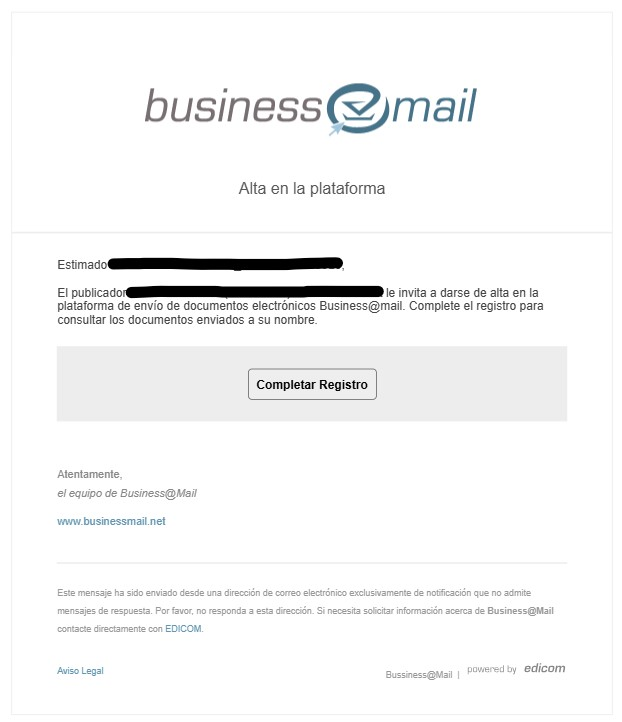 business@mail
Alta en la plataforma
Estimado ,
El publicador le invita a darse de alta en la
plataforma de envío de documentos electrónicos Business@mail. Complete el registro para
consultar los documentos enviados a su nombre.
Completar Registro
Atentamente,
el equipo de Business@Mail
www.businessmail.net
Este mensaje ha sido enviado desde una dirección de correo electrónico exclusivamente de notificación que no admite
mensajes de respuesta. Por favor, no responda a esta dirección. Si necesita solicitar información acerca de Business@Mail
contacte directamente con EDICOM.
Aviso Legal
Bussiness@Mail | powered by edicom